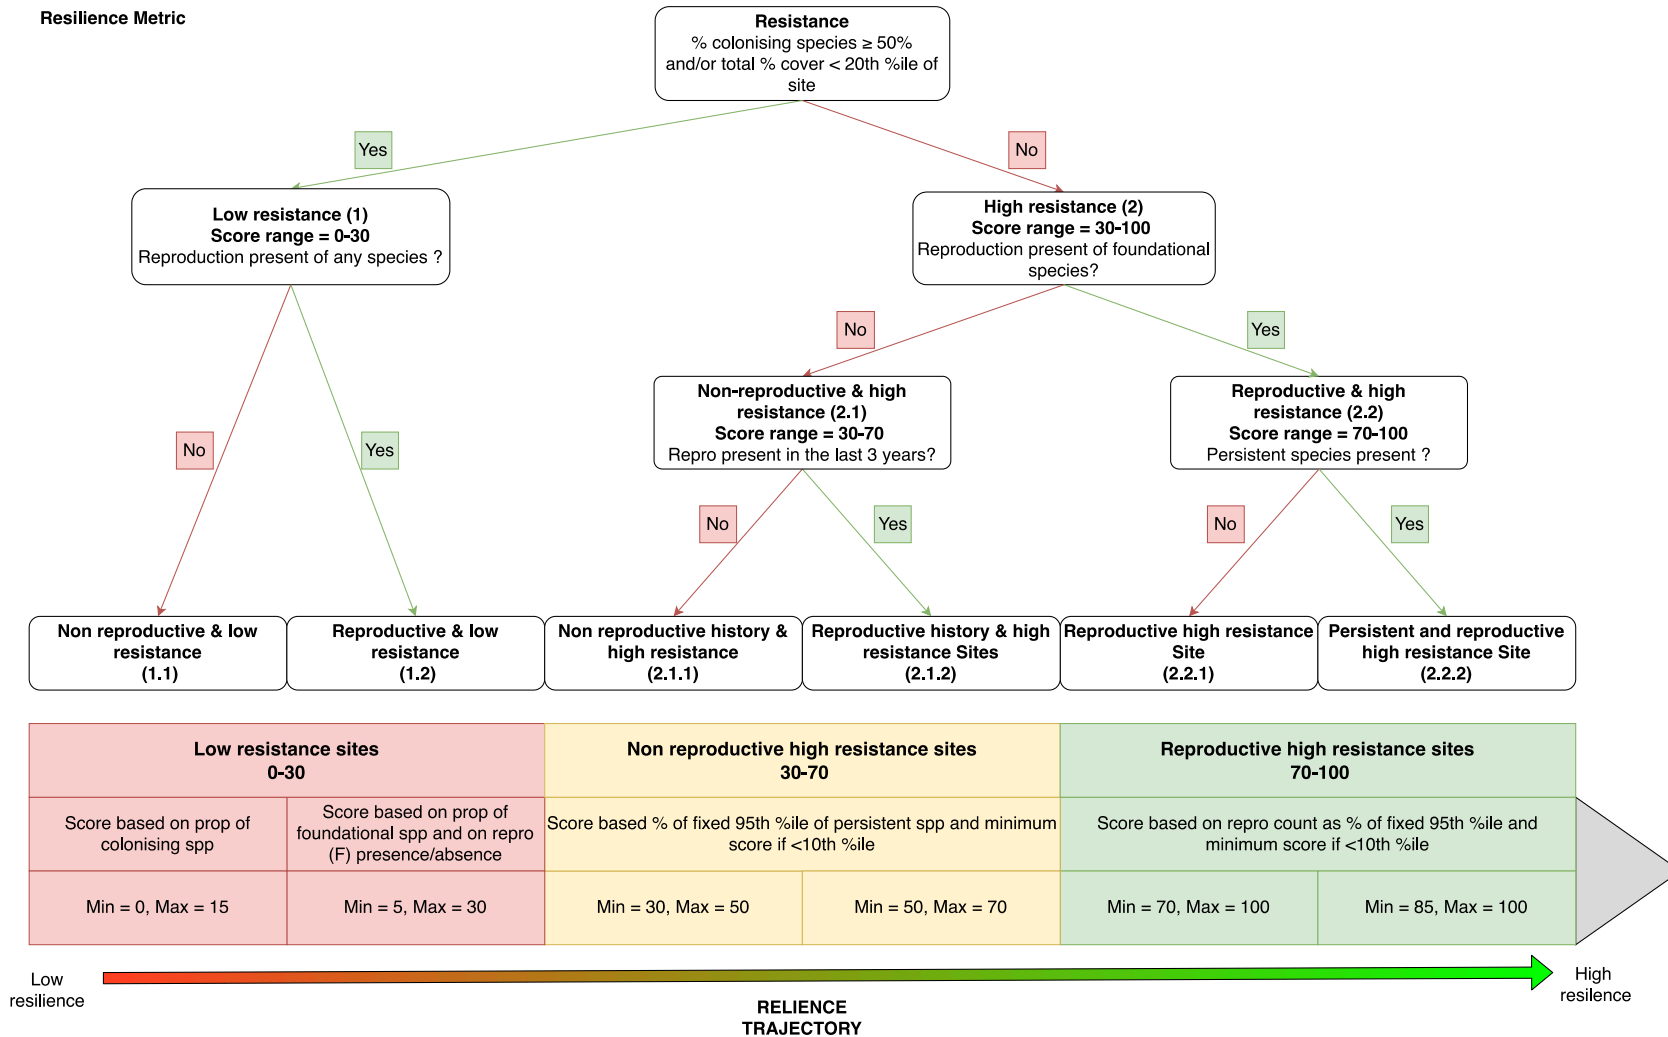 Resilience Metric
Resistance
% colonising species ≥ 50%
and/or total % cover < 20th %ile of
site
Yes
No
Low resistance (1)
Score range = 0-30
Reproduction present of any species ?
High resistance (2)
Score range = 30-100
Reproduction present of foundational
species?
No
Yes
Non-reproductive & high
resistance (2.1)
Score range = 30-70
Repro present in the last 3 years?
Reproductive & high
resistance (2.2)
Score range = 70-100
Persistent species present ?
No
Yes
No
Yes
No
Yes
Non reproductive & low
resistance
(1.1)
Reproductive & low
resistance
(1.2)
Non reproductive history &
high resistance
(2.1.1)
Reproductive history & high
resistance Sites
(2.1.2)
Reproductive high resistance
Site
(2.2.1)
Persistent and reproductive
high resistance Site
(2.2.2)
Low resistance sites
0-30
Non reproductive high resistance sites
30-70
Reproductive high resistance sites
70-100
Score based on prop of
colonising spp
Score based on prop of
foundational spp and on repro
(F) presence/absence
Score based % of fixed 95th %ile of persistent spp and minimum
score if <10th %ile
Score based on repro count as % of fixed 95th %ile and
minimum score if <10th %ile
Min = 0, Max = 15
Min = 5, Max = 30
Min = 30, Max = 50
Min = 50, Max = 70
Min = 70, Max = 100
Min = 85, Max = 100
Low
resilience
High
resilence
RELIENCE
TRAJECTORY